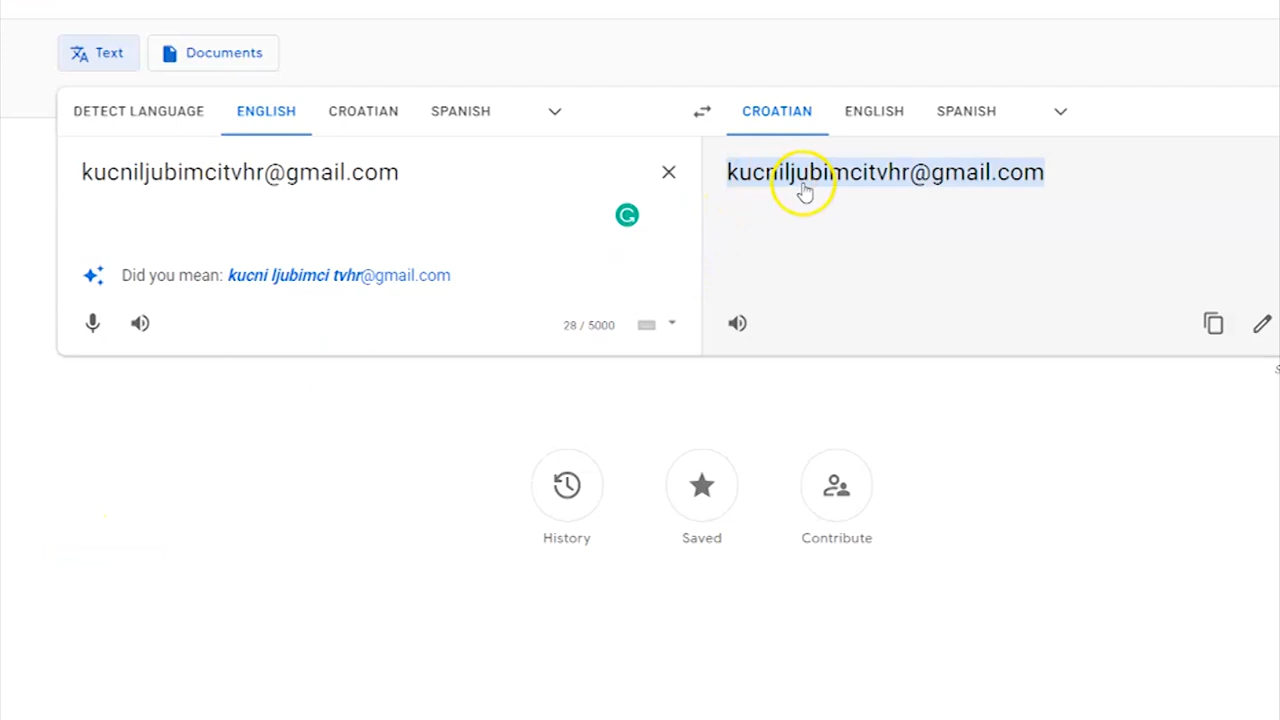 Text Documents
DETECT LANGUAGE ENGLISH CROATIAN SPANISH CROATIAN ENGLISH SPANISH
kucniljubimcitvhr@gmail.com kucniljubimcitvhr@gmail.com
Did you mean: kucni ljubimci tvhr@gmail.com
28 / 5000
History Saved Contribute